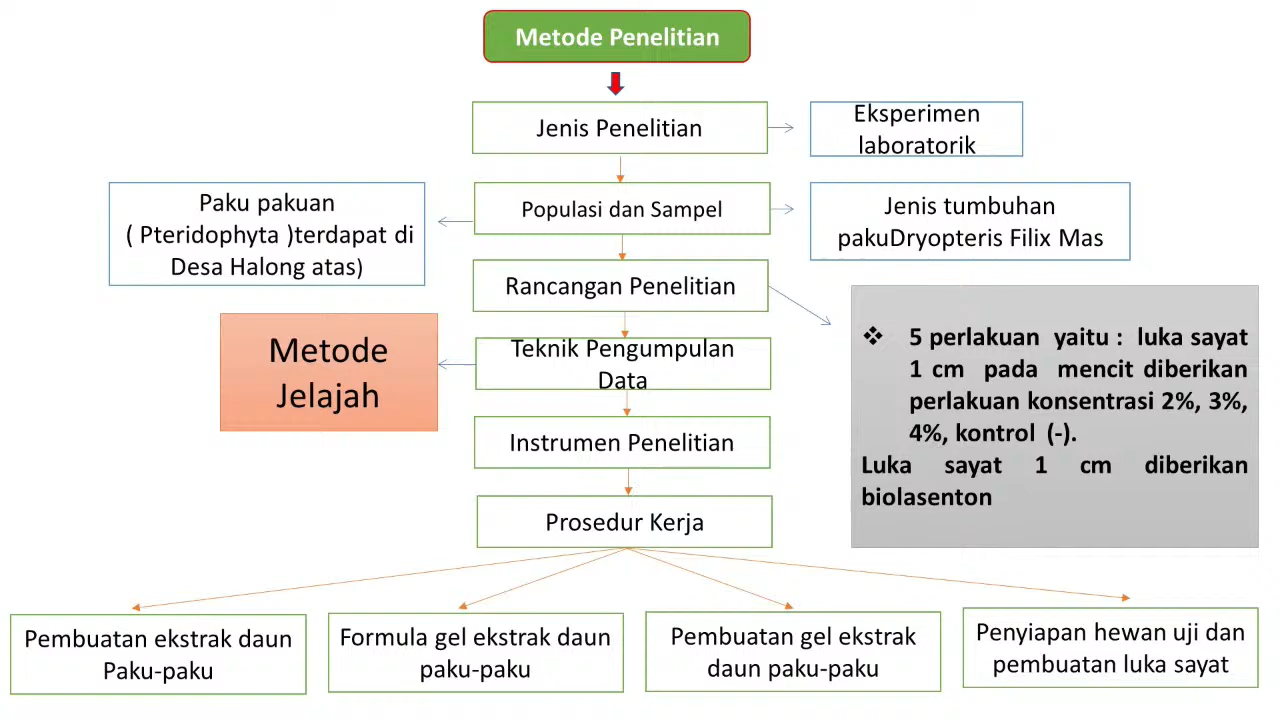 Metode Penelitian
Jenis Penelitian
Eksperimen
laboratorik
Paku pakuan
( Pteridophyta )terdapat di
Desa Halong atas)
Populasi dan Sampel
Jenis tumbuhan
pakuDryopteris Filix Mas
Rancangan Penelitian
❖ 5 perlakuan yaitu : luka sayat
1 cm pada mencit diberikan
perlakuan konsentrasi 2%, 3%,
4%, kontrol (-).
Luka sayat 1 cm diberikan
biolasenton
Metode
Jelajah
Teknik Pengumpulan
Data
Instrumen Penelitian
Prosedur Kerja
Pembuatan ekstrak daun
Paku-paku
Formula gel ekstrak daun
paku-paku
Pembuatan gel ekstrak
daun paku-paku
Penyiapan hewan uji dan
pembuatan luka sayat